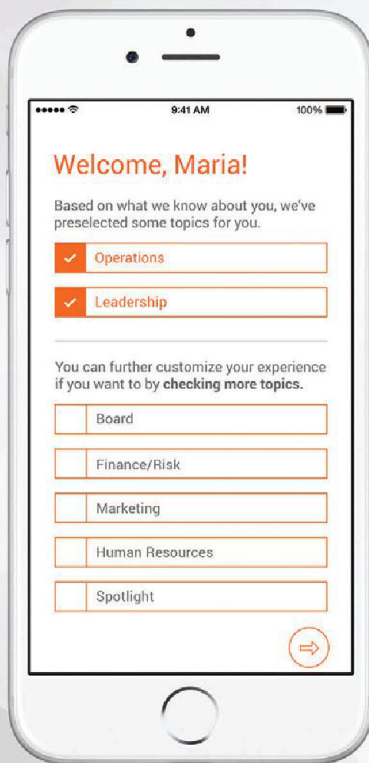 9:41 AM
100%
Welcome, Maria!
Based on what we know about you, we've
preselected some topics for you.
Operations
Leadership
You can further customize your experience
if you want to by checking more topics.
Board
Finance/Risk
Marketing
Human Resources
Spotlight